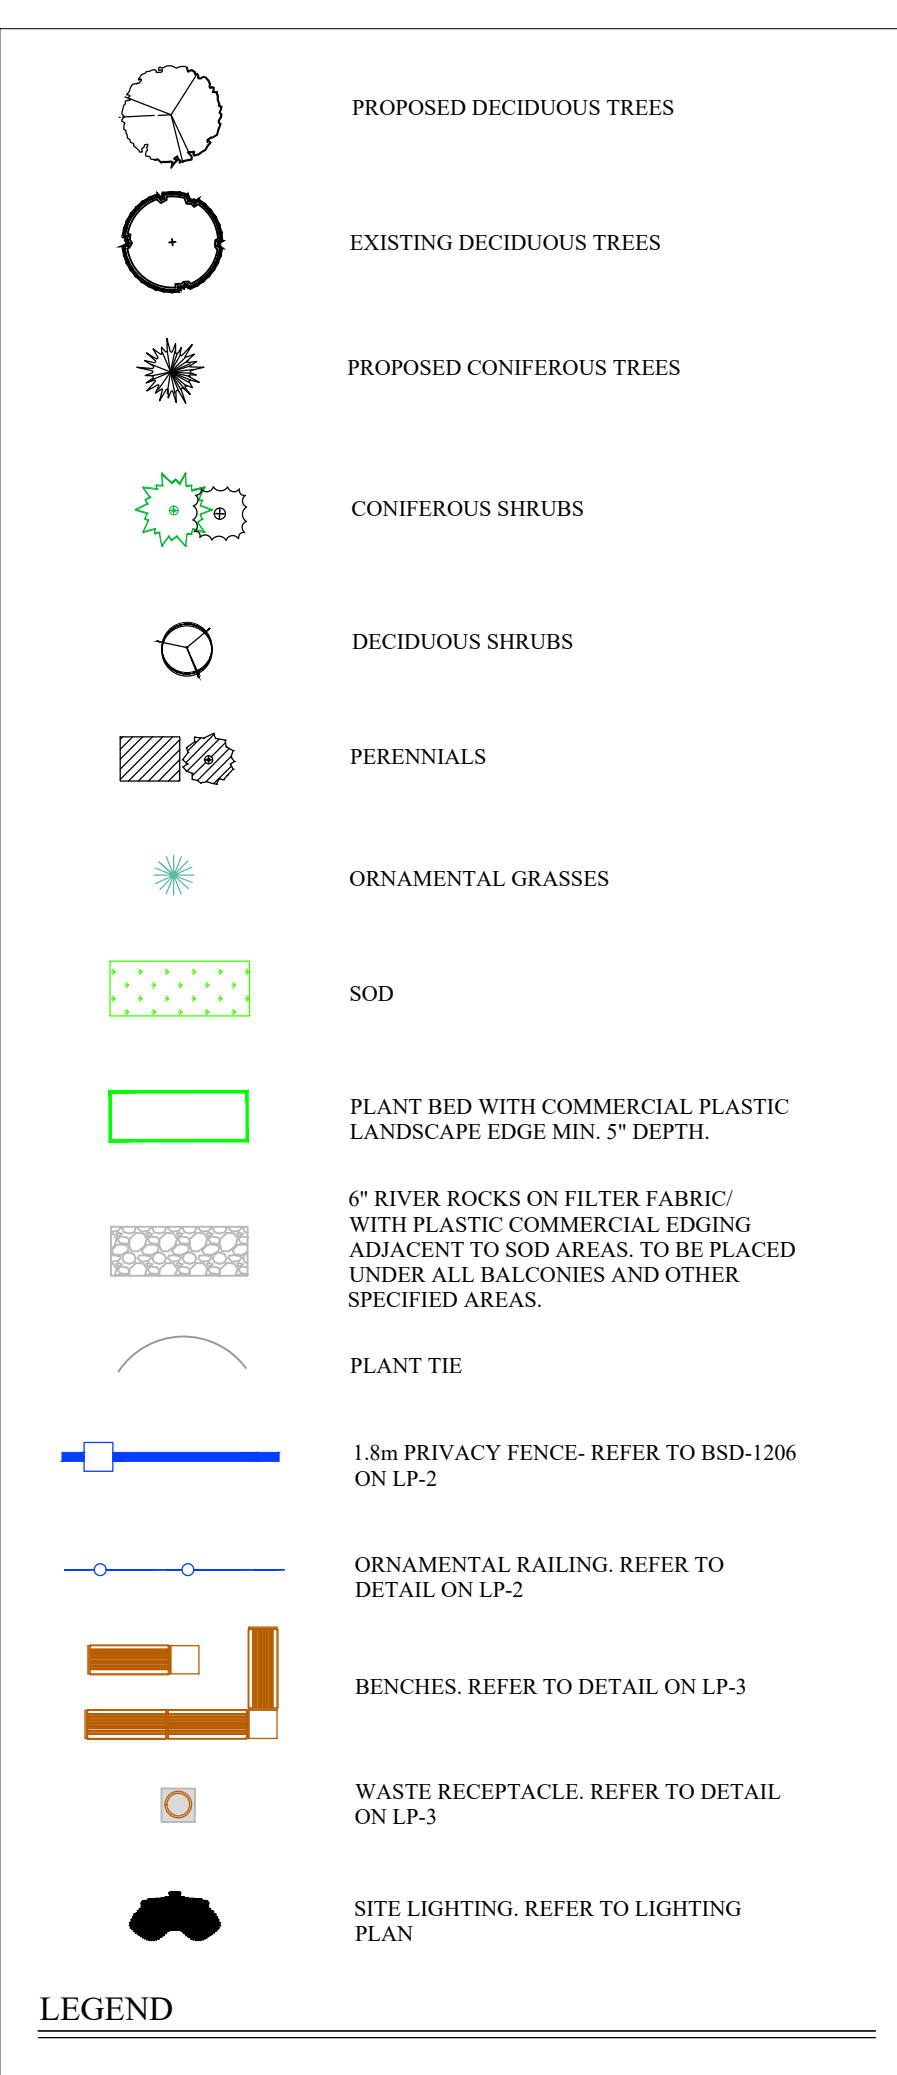 PROPOSED DECIDUOUS TREES
EXISTING DECIDUOUS TREES
PROPOSED CONIFEROUS TREES
CONIFEROUS SHRUBS
DECIDUOUS SHRUBS
PERENNIALS
ORNAMENTAL GRASSES
SOD
PLANT BED WITH COMMERCIAL PLASTIC
LANDSCAPE EDGE MIN. 5" DEPTH.
6" RIVER ROCKS ON FILTER FABRIC/
WITH PLASTIC COMMERCIAL EDGING
ADJACENT TO SOD AREAS. TO BE PLACED
UNDER ALL BALCONIES AND OTHER
SPECIFIED AREAS.
PLANT TIE
1.8m PRIVACY FENCE- REFER TO BSD-1206
ON LP-2
ORNAMENTAL RAILING. REFER TO
DETAIL ON LP-2
BENCHES. REFER TO DETAIL ON LP-3
WASTE RECEPTACLE. REFER TO DETAIL
ON LP-3
SITE LIGHTING. REFER TO LIGHTING
PLAN
LEGEND